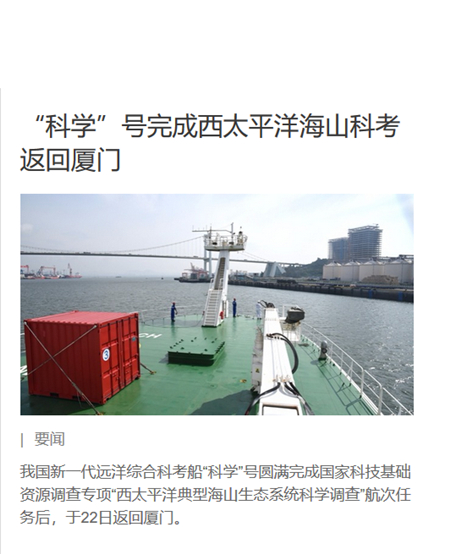 “科学”号完成西太平洋海山科考
返回厦门
3
| 要闻
我国新一代远洋综合科考船“科学”号圆满完成国家科技基础
资源调查专项“西太平洋典型海山生态系统科学调查”航次任
务后，于22日返回厦门。